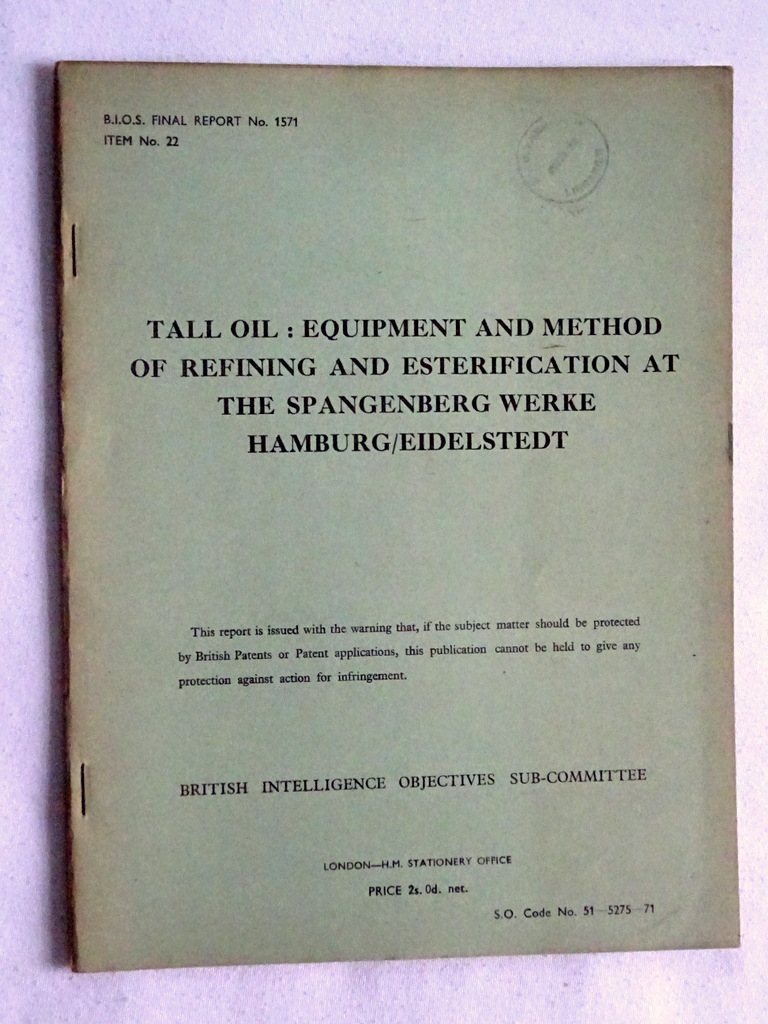 B.I.O.S. FINAL REPORT No. 1571
ITEM No. 22
TALL OIL : EQUIPMENT AND METHOD
OF REFINING AND ESTERIFICATION AT
THE SPANGENBERG WERKE
HAMBURG/EIDELSTEDT
This report is issued with the warning that, if the subject matter should be protected
by British Patents or Patent applications, this publication cannot be held to give any
protection against action for infringement.
BRITISH INTELLIGENCE OBJECTIVES SUB-COMMITTEE
LONDON—H.M. STATIONERY OFFICE
PRICE 2s. 0d. net.
S.O. Code No. 51—5275—71